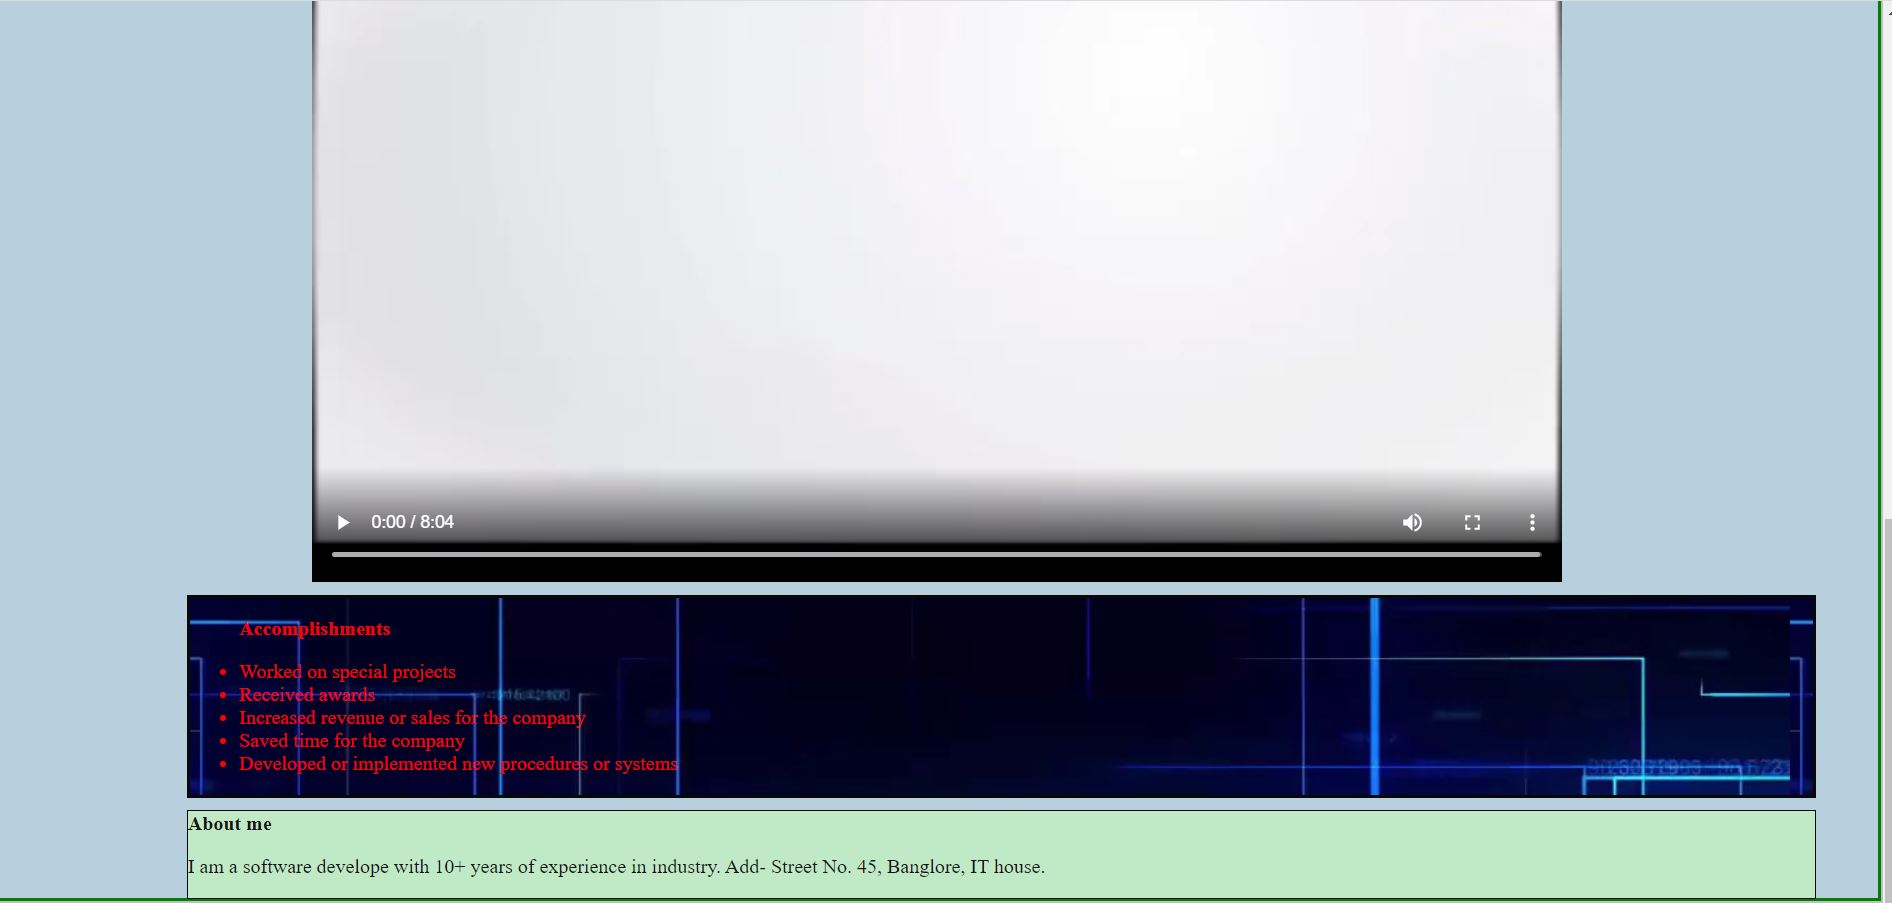 0:00 / 8:04
Accomplishments
Worked on special projects
Received awards
Increased revenue or sales for the company
Saved time for the company
Developed or implemented new procedures or systems
About me
I am a software develope with 10+ years of experience in industry. Add- Street No. 45, Banglore, IT house.